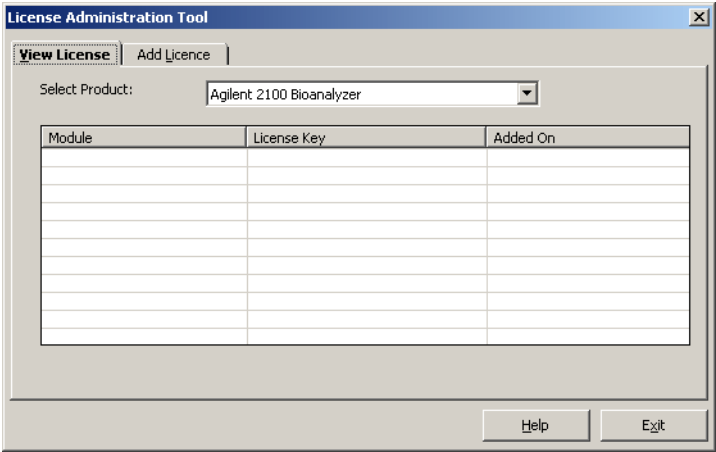 License Administration Tool
View License Add Licence
Select Product: Agilent 2100 Bioanalyzer
Module License Key Added On
Help Exit